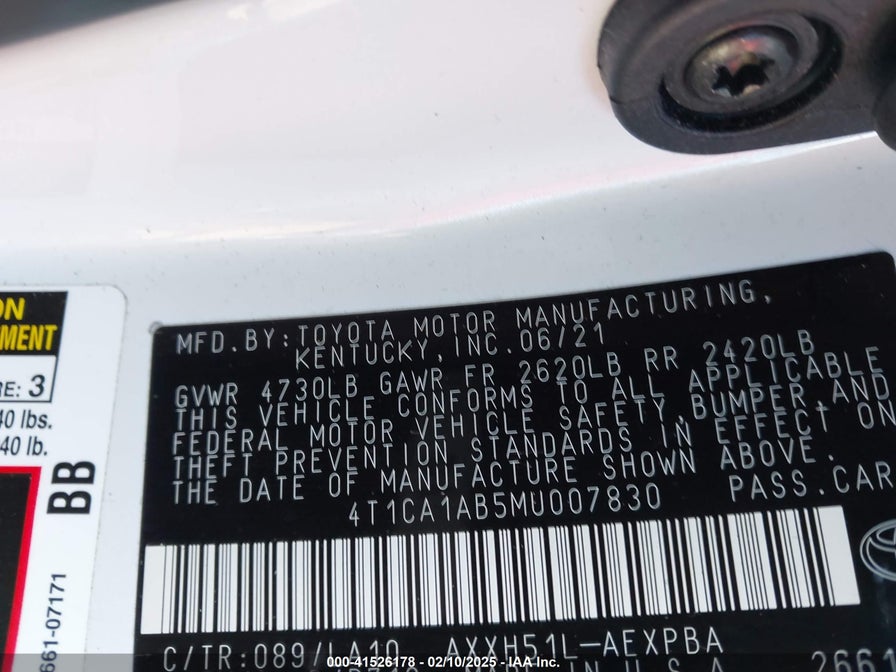 ON
EMENT
RE: 3
40 lbs.
40 lb.
BB
661-07171
MFD.BY:TOYOTA MOTOR MANUFACTURING,
KENTUCKY,INC.06/21
GVWR 4730LB GAWR FR 2620LB RR 2420LB
THIS VEHICLE CONFORMS TO ALL APPLICABLE
FEDERAL MOTOR VEHICLE SAFETY,BUMPER,AND
THEFT PREVENTION STANDARDS IN EFFECT ON
THE DATE OF MANUFACTURE SHOWN ABOVE.
4T1CA1AB5MU007830 PASS.CAR
C/TR:089/LA10 AXXH51L-AEXPBA
000-41526178 — 02/10/2025 — IAA Inc.